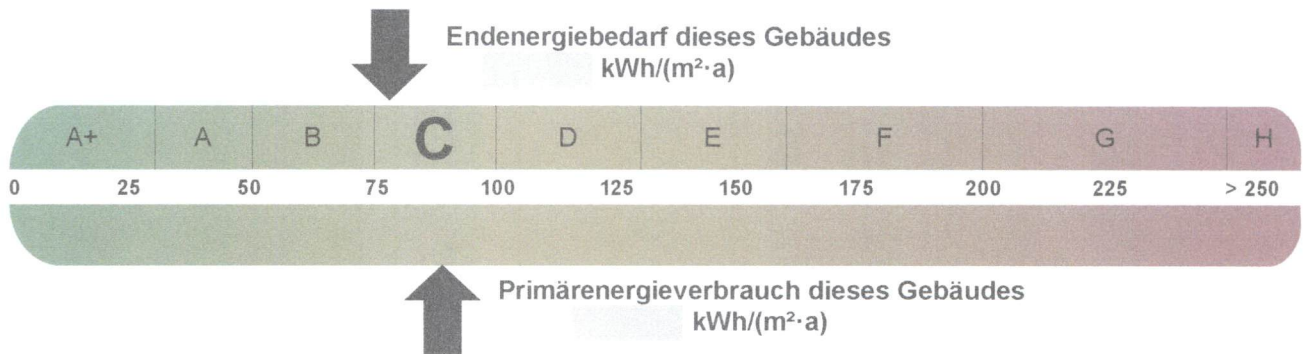 Endenergiebedarf dieses Gebäudes
kWh/(m²·a)
A+ A B C D E F G H
0 25 50 75 100 125 150 175 200 225 > 250
Primärenergieverbrauch dieses Gebäudes
kWh/(m²·a)